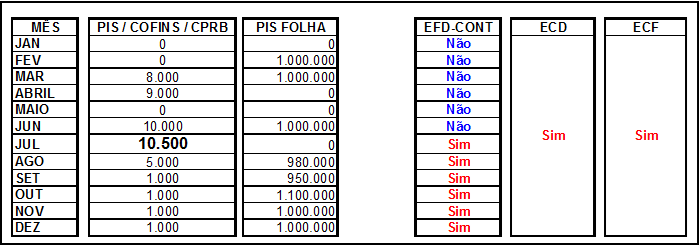 MÊS PIS / COFINS / CPRB PIS FOLHA EFD-CONT ECD ECF
JAN 0 0 Não
FEV 0 1.000.000 Não
MAR 8.000 1.000.000 Não
ABRIL 9.000 0 Não
MAIO 0 0 Não
JUN 10.000 1.000.000 Não
Sim Sim
JUL 10.500 0 Sim
AGO 5.000 980.000 Sim
SET 1.000 950.000 Sim
OUT 1.000 1.100.000 Sim
NOV 1.000 1.000.000 Sim
DEZ 1.000 1.000.000 Sim